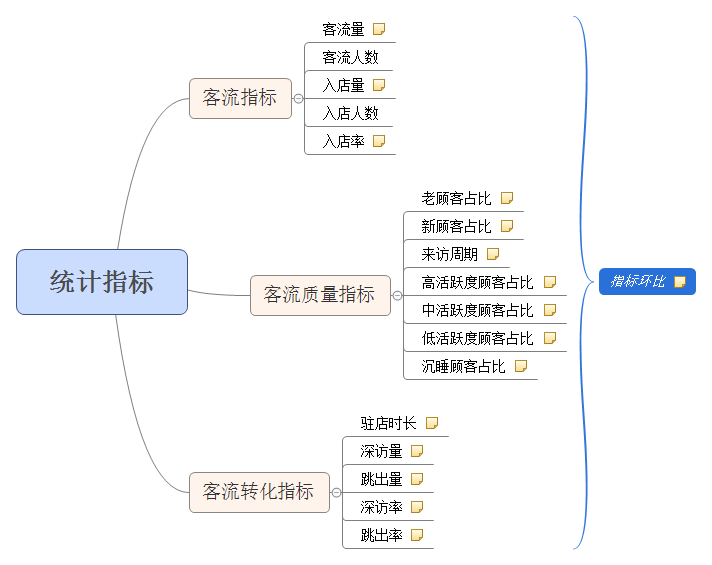 统计指标
客流指标
客流量
客流人数
入店量
入店人数
入店率
客流质量指标
老顾客占比
新顾客占比
来访周期
高活跃度顾客占比
中活跃度顾客占比
低活跃度顾客占比
沉睡顾客占比
客流转化指标
驻店时长
深访量
跳出量
深访率
跳出率
指标环比